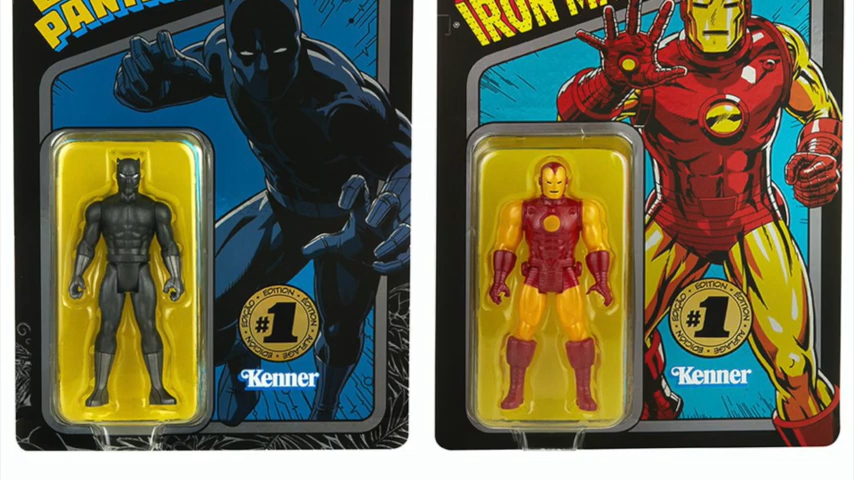 PANT
EDIÇÃO • EDITION • ÉDITION • AUFLAGE • EDICIÓN •
#1
Kenner
IRON M
EDIÇÃO • EDITION • ÉDITION • AUFLAGE • EDICIÓN •
#1
Kenner